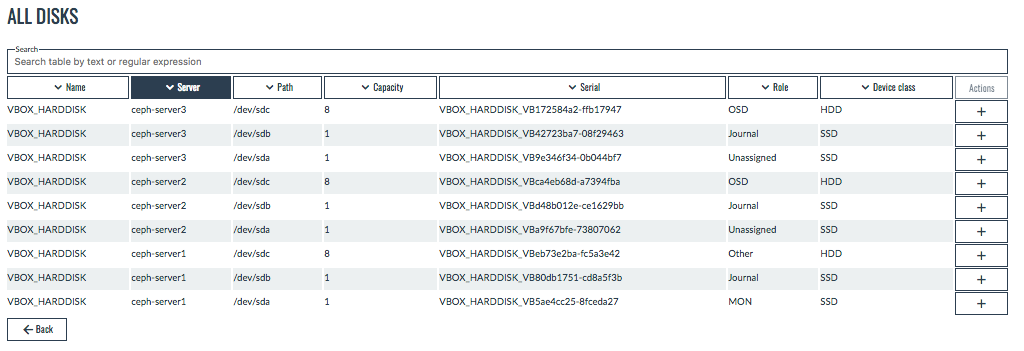 ALL DISKS
Search
Search table by text or regular expression
Name Server Path Capacity Serial Role Device class Actions
VBOX_HARDDISK ceph-server3 /dev/sdc 8 VBOX_HARDDISK_VB172584a2-ffb17947 OSD HDD +
VBOX_HARDDISK ceph-server3 /dev/sdb 1 VBOX_HARDDISK_VB42723ba7-08f29463 Journal SSD +
VBOX_HARDDISK ceph-server3 /dev/sda 1 VBOX_HARDDISK_VB9e346f34-0b044bf7 Unassigned SSD +
VBOX_HARDDISK ceph-server2 /dev/sdc 8 VBOX_HARDDISK_VBca4eb68d-a7394fba OSD HDD +
VBOX_HARDDISK ceph-server2 /dev/sdb 1 VBOX_HARDDISK_VBd48b012e-ce1629bb Journal SSD +
VBOX_HARDDISK ceph-server2 /dev/sda 1 VBOX_HARDDISK_VBa9f67bfe-73807062 Unassigned SSD +
VBOX_HARDDISK ceph-server1 /dev/sdc 8 VBOX_HARDDISK_VBeb73e2ba-fc5a3e42 Other HDD +
VBOX_HARDDISK ceph-server1 /dev/sdb 1 VBOX_HARDDISK_VB80db1751-cd8a5f3b Journal SSD +
VBOX_HARDDISK ceph-server1 /dev/sda 1 VBOX_HARDDISK_VB5ae4cc25-8fceda27 MON SSD +
Back